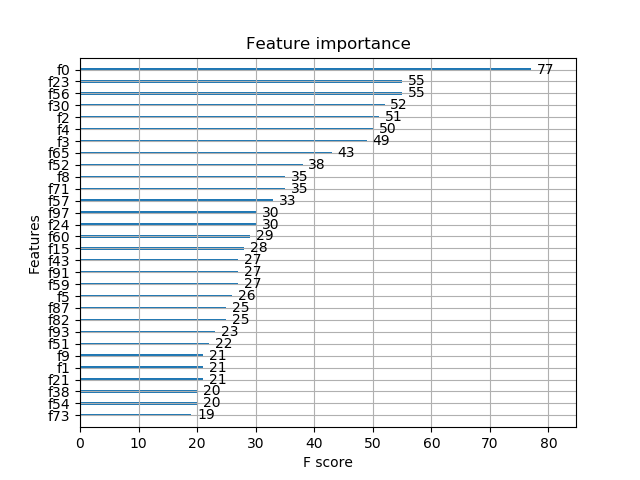 Feature importance
f0 77
f23 55
f56 55
f30 52
f2 51
f4 50
f3 49
f65 43
f52 38
f8 35
f71 35
f57 33
f97 30
f24 30
f60 29
f15 28
f43 27
f91 27
f59 27
f5 26
f87 25
f82 25
f93 23
f51 22
f9 21
f1 21
f21 21
f38 20
f54 20
f73 19
Features
0 10 20 30 40 50 60 70 80
F score